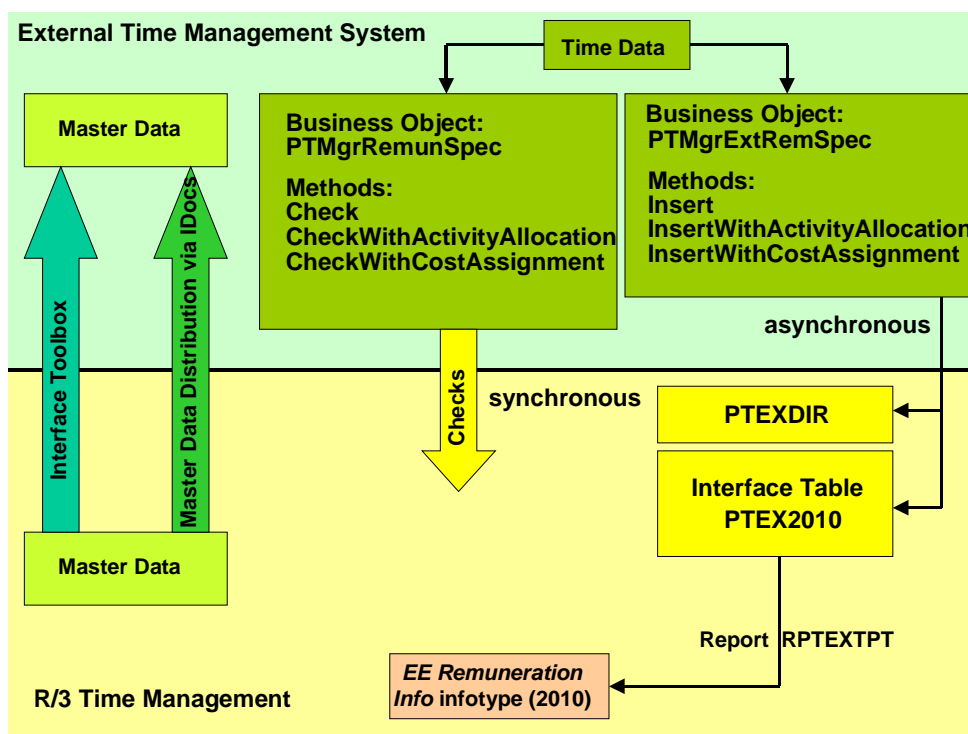 External Time Management System
Time Data
Master Data
Business Object:
PTMgrRemunSpec
Methods:
Check
CheckWithActivityAllocation
CheckWithCostAssignment
Business Object:
PTMgrExtRemSpec
Methods:
Insert
InsertWithActivityAllocation
InsertWithCostAssignment
Interface Toolbox
Master Data Distribution via IDocs
asynchronous
Checks
synchronous
PTEXDIR
Interface Table
PTEX2010
Master Data
Report RPTEXTPT
EE Remuneration
Info infotype (2010)
R/3 Time Management